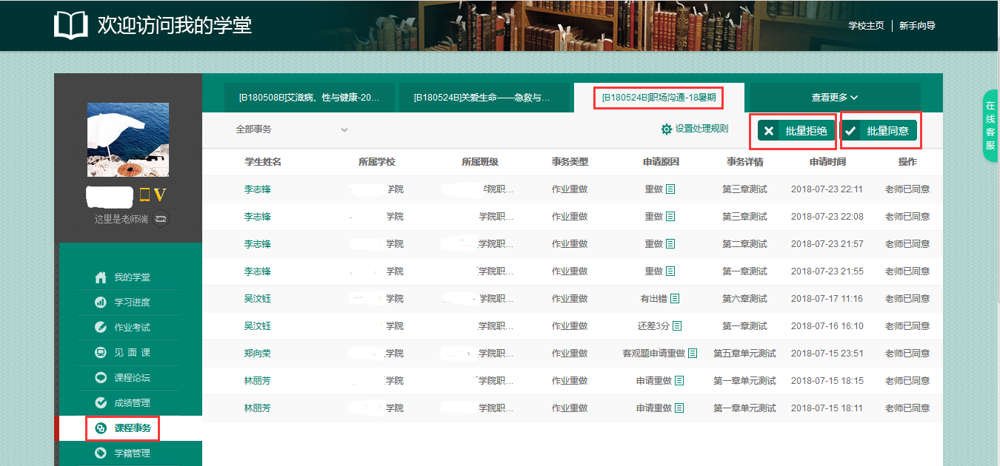 欢迎访问我的学堂
学校主页 新手向导
[B180508B]艾滋病、性与健康-20... [B180524B]关爱生命——急救与... [B180524B]职场沟通-18暑期 查看更多
全部事务 设置处理规则 批量拒绝 批量同意
在线客服
V
这里是老师端
学生姓名 所属学校 所属班级 事务类型 申请原因 事务详情 申请时间 操作
李志锋 学院 学院职... 作业重做 重做 第三章测试 2018-07-23 22:11 老师已同意
李志锋 学院 学院职... 作业重做 重做 第三章测试 2018-07-23 22:08 老师已同意
李志锋 学院 学院职... 作业重做 重做 第二章测试 2018-07-23 21:57 老师已同意
李志锋 学院 学院职... 作业重做 重做 第一章测试 2018-07-23 21:55 老师已同意
吴汶钰 学院 学院职... 作业重做 有出错 第六章测试 2018-07-17 11:16 老师已同意
吴汶钰 学院 学院职... 作业重做 还差3分 第一章测试 2018-07-16 16:10 老师已同意
郑向荣 学院 学院职... 作业重做 客观题申请重做 第五章单元测试 2018-07-15 23:51 老师已同意
林丽芳 学院 学院职... 作业重做 申请重做 第一章单元测试 2018-07-15 18:15 老师已同意
林丽芳 学院 学院职... 作业重做 申请重做 第一章单元测试 2018-07-15 18:11 老师已同意
我的学堂
学习进度
作业考试
见 面 课
课程论坛
成绩管理
课程事务
学籍管理